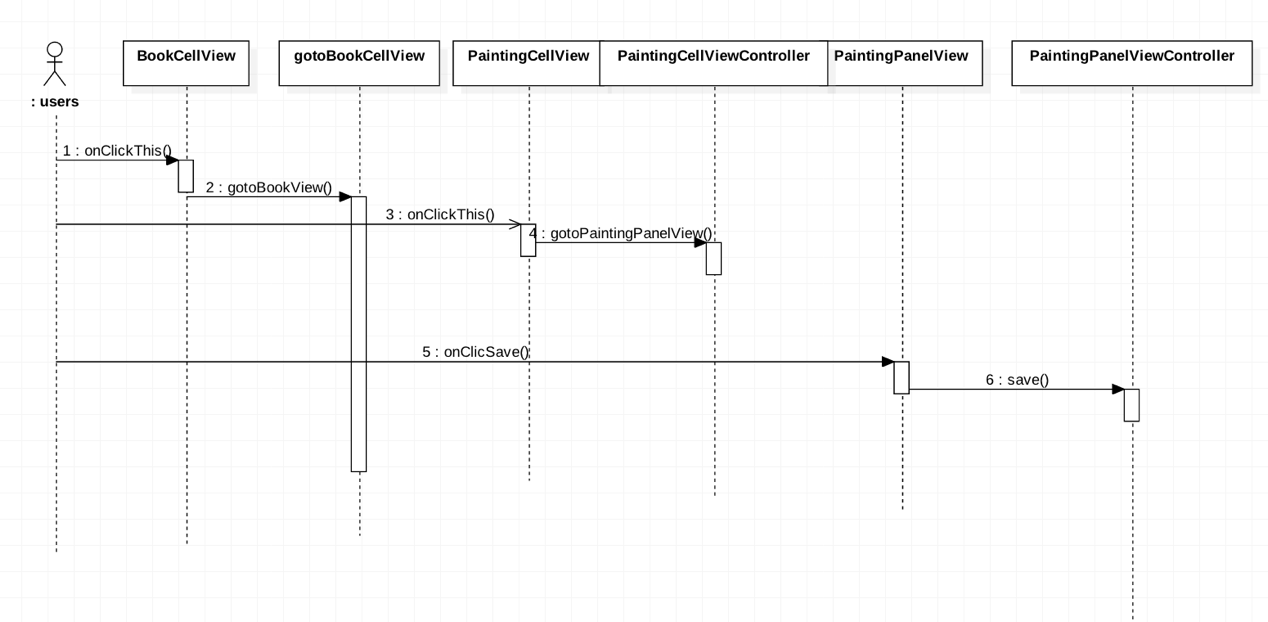 BookCellView
gotoBookCellView
PaintingCellView
PaintingCellViewController
PaintingPanelView
PaintingPanelViewController
: users
1 : onClickThis()
2 : gotoBookView()
3 : onClickThis()
4 : gotoPaintingPanelView()
5 : onClicSave()
6 : save()